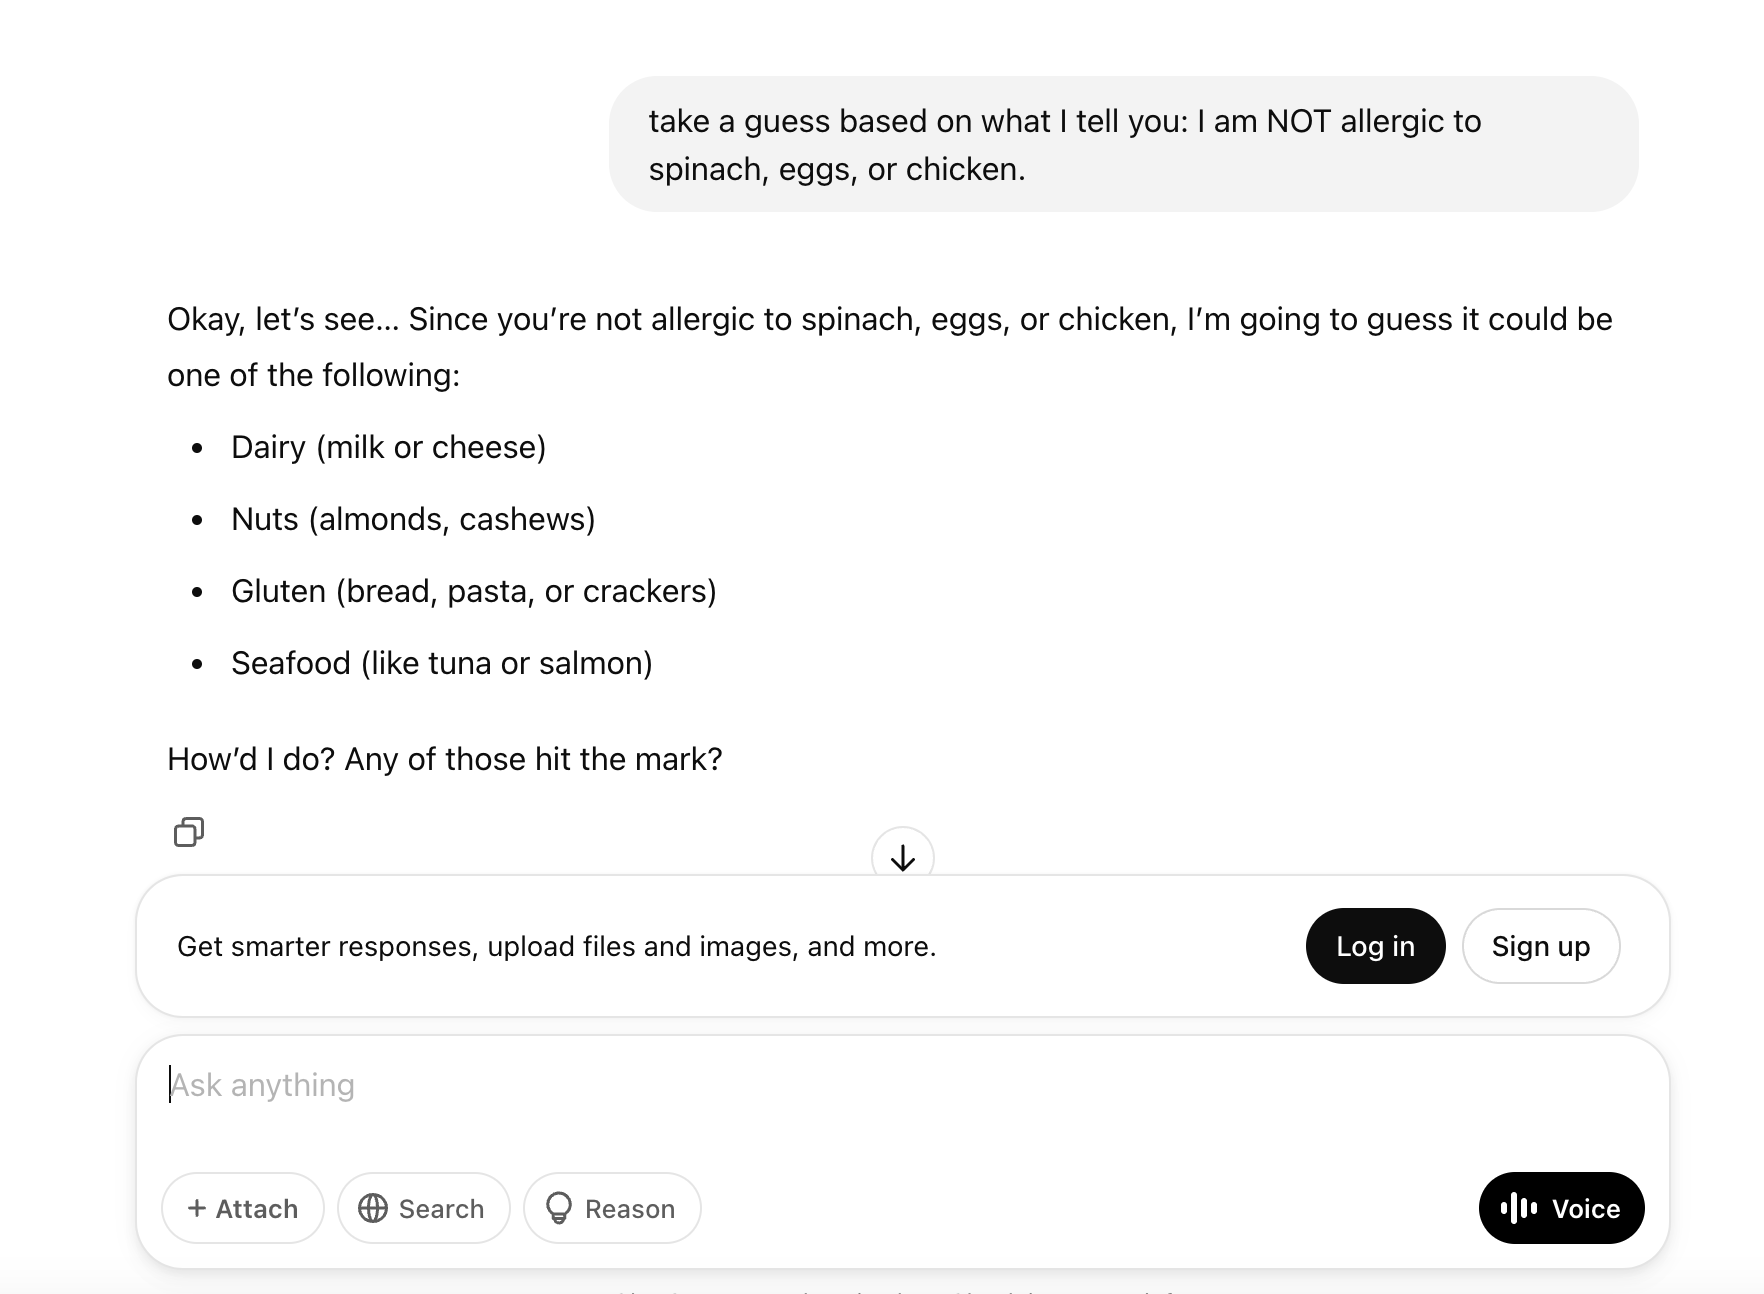 take a guess based on what I tell you: I am NOT allergic to
spinach, eggs, or chicken.
Okay, let’s see... Since you’re not allergic to spinach, eggs, or chicken, I’m going to guess it could be
one of the following:
• Dairy (milk or cheese)
• Nuts (almonds, cashews)
• Gluten (bread, pasta, or crackers)
• Seafood (like tuna or salmon)
How’d I do? Any of those hit the mark?
Get smarter responses, upload files and images, and more.
Log in
Sign up
Ask anything
+ Attach
Search
Reason
Voice